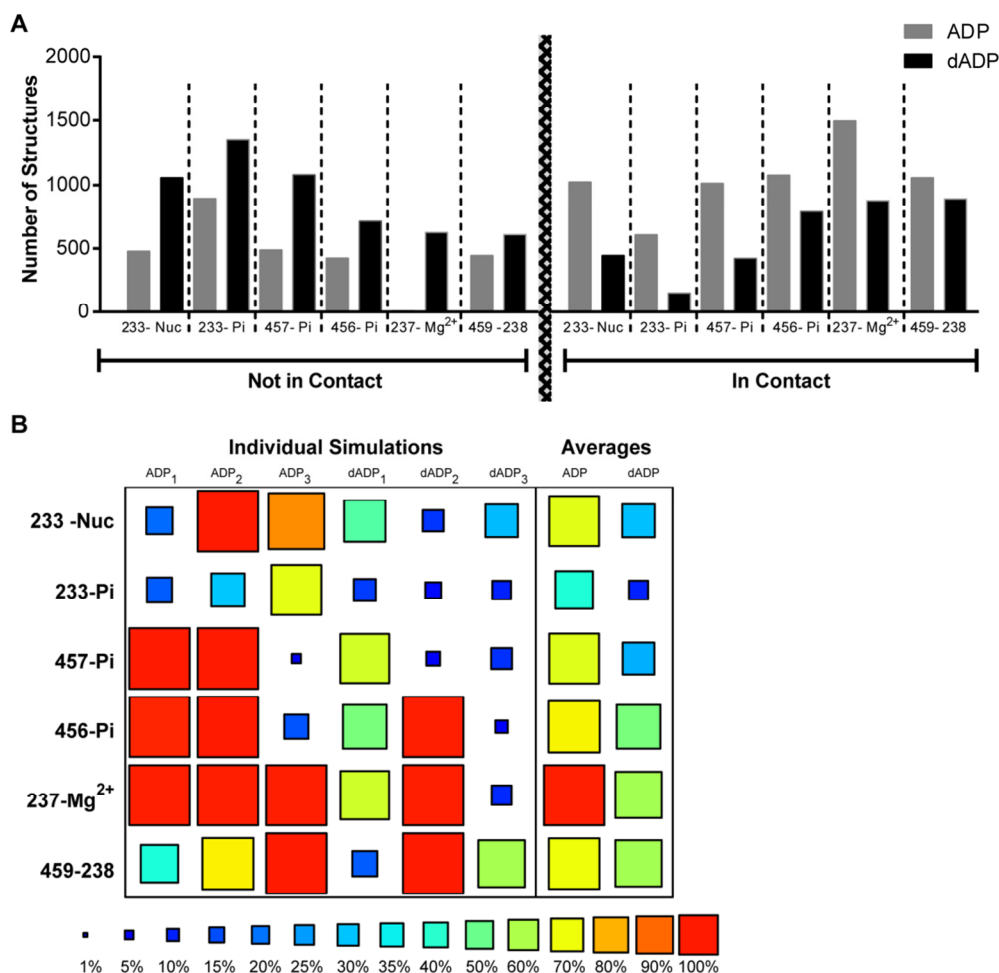 A
ADP
dADP
Number of Structures
2000
1500
1000
500
0
233- Nuc 233- Pi 457- Pi 456- Pi 237- Mg2+ 459 -238 233- Nuc 233- Pi 457- Pi 456- Pi 237- Mg2+ 459- 238
Not in Contact In Contact
B
Individual Simulations Averages
ADP1 ADP2 ADP3 dADP1 dADP2 dADP3 ADP dADP
233 -Nuc
233-Pi
457-Pi
456-Pi
237-Mg2+
459-238
1% 5% 10% 15% 20% 25% 30% 35% 40% 50% 60% 70% 80% 90% 100%